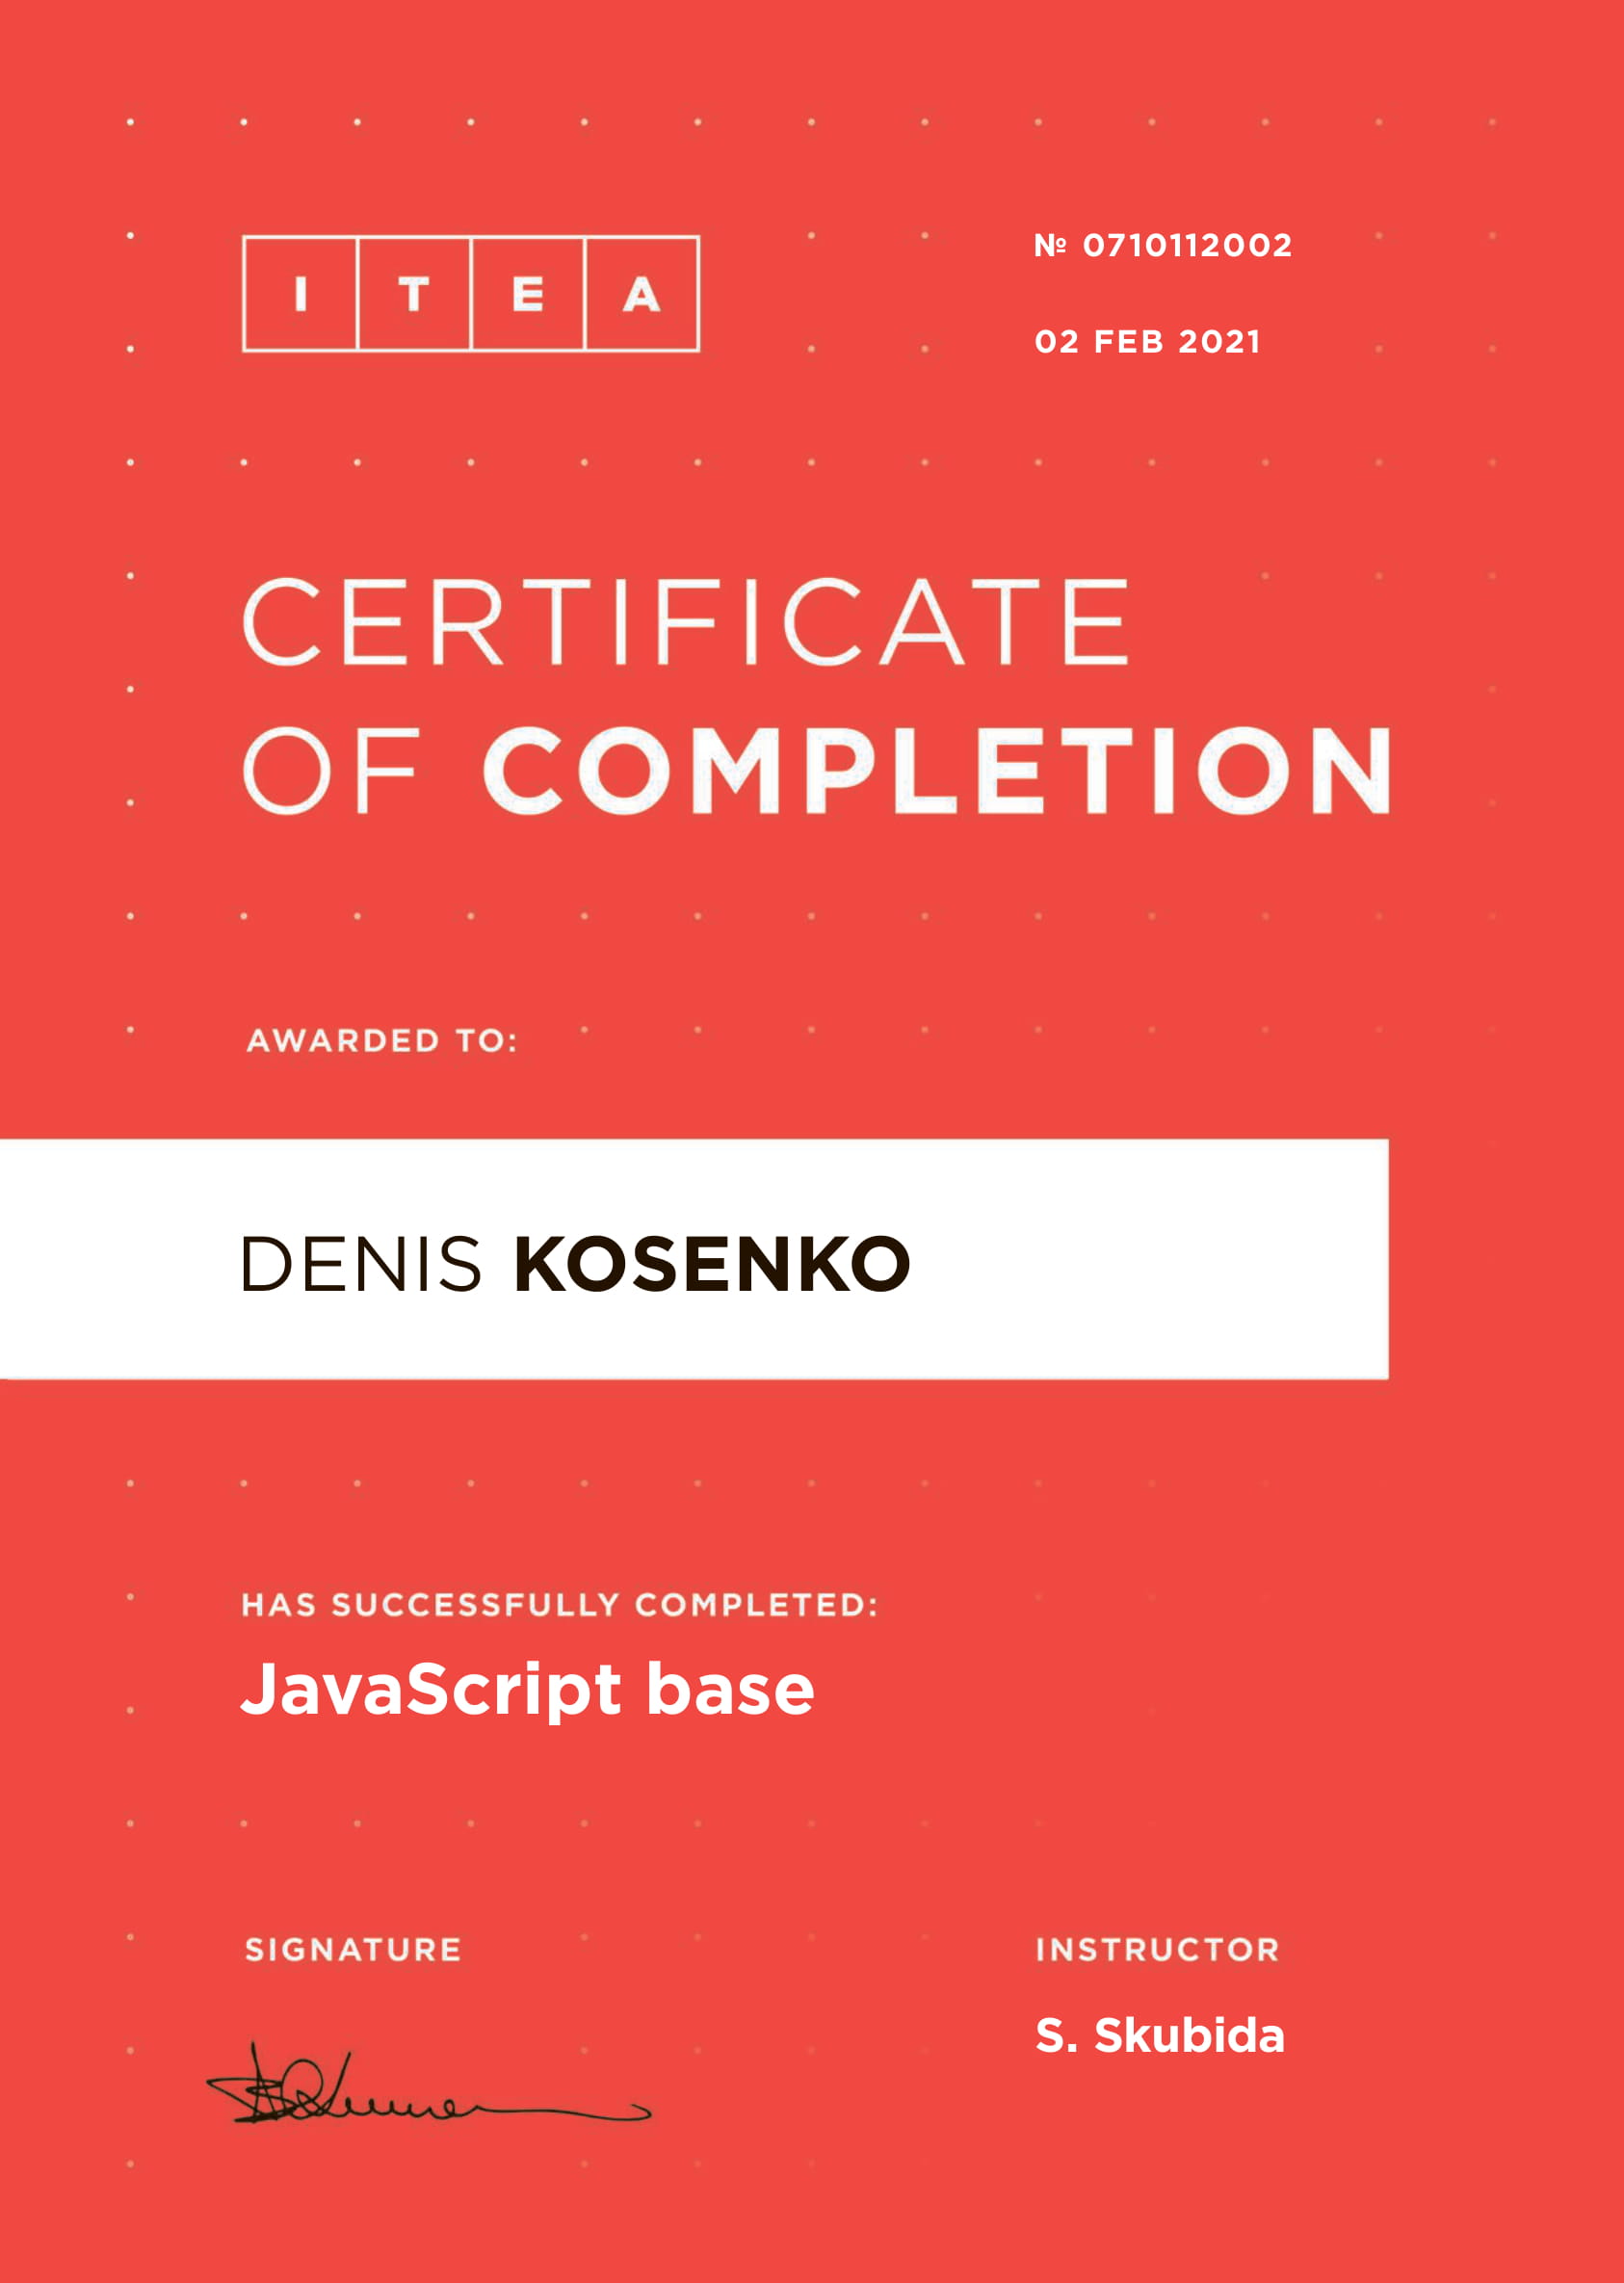 ITEA
№ 0710112002
02 FEB 2021
CERTIFICATE
OF COMPLETION
AWARDED TO:
DENIS KOSENKO
HAS SUCCESSFULLY COMPLETED:
JavaScript base
SIGNATURE
INSTRUCTOR
S. Skubida